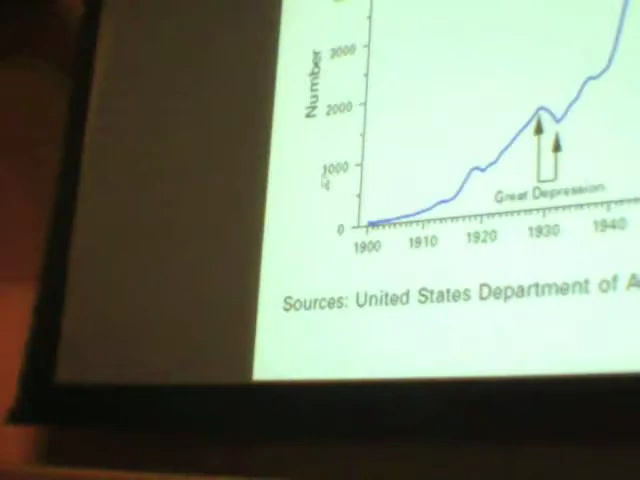 Number
3000
2000
1000
0
Great Depression
1900 1910 1920 1930 1940
Sources: United States Department of